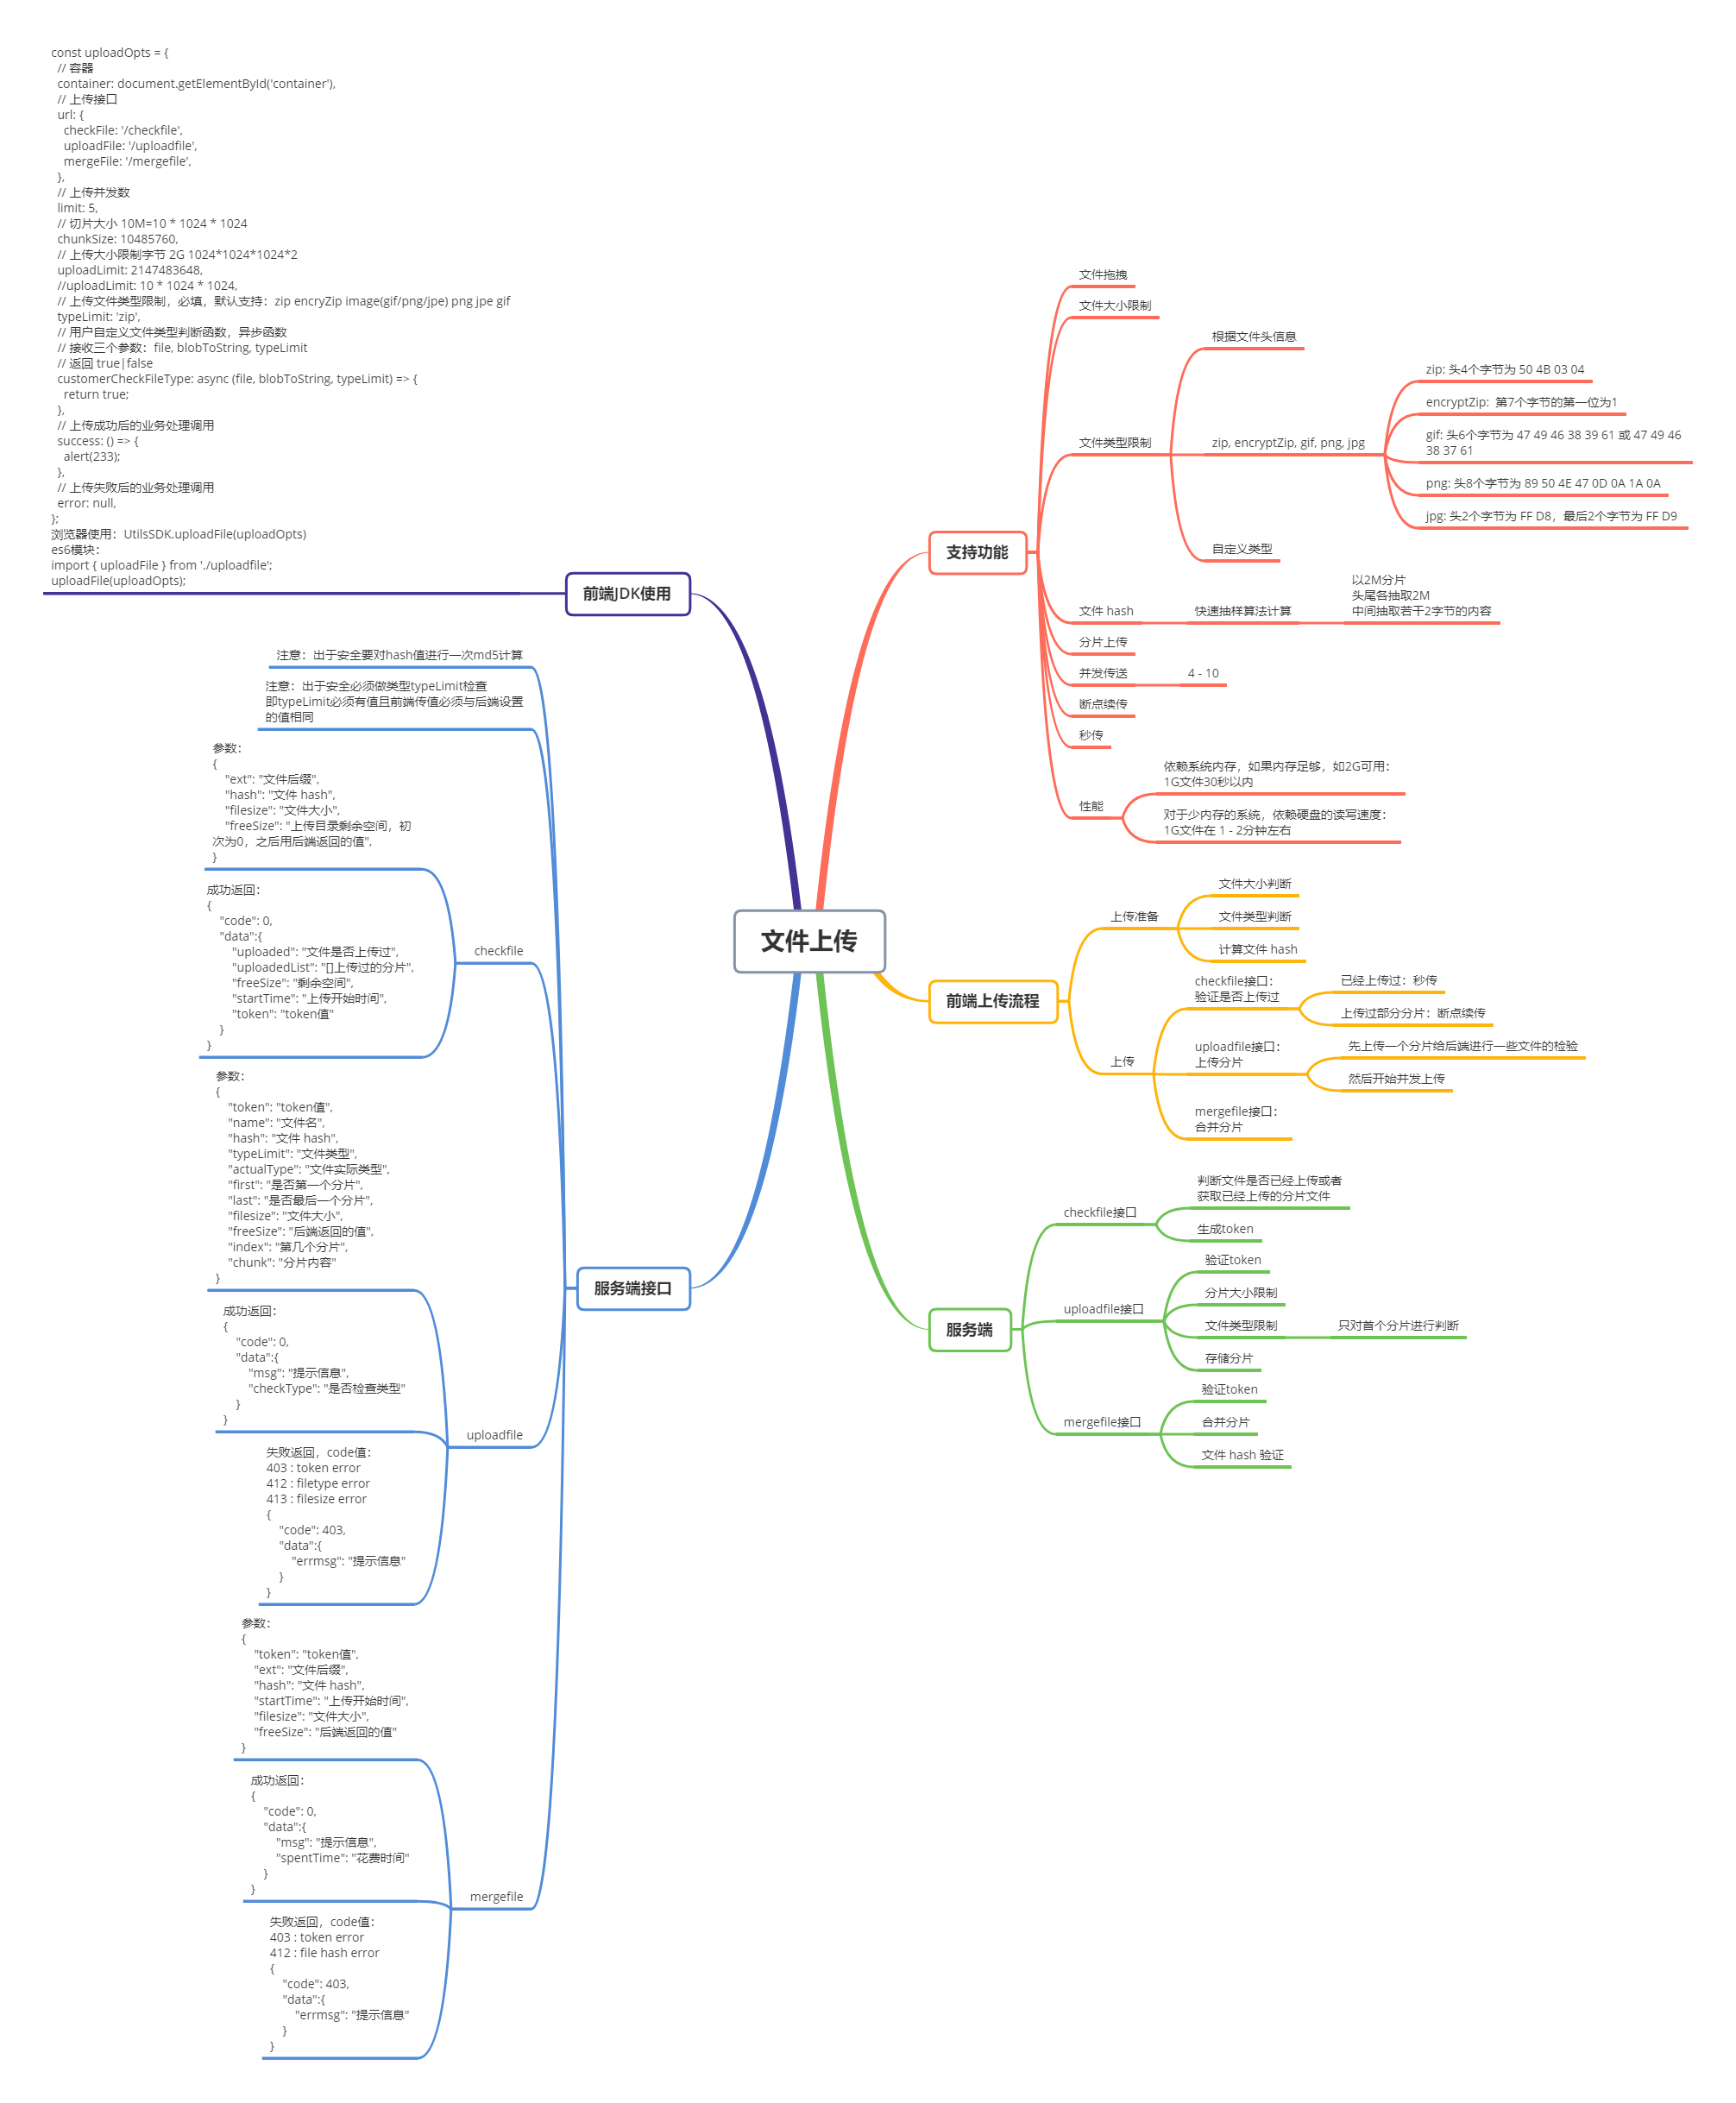 const uploadOpts = {
// 容器
container: document.getElementById('container'),
// 上传接口
url: {
checkFile: '/checkfile',
uploadFile: '/uploadfile',
mergeFile: '/mergefile',
},
// 上传并发数
limit: 5,
// 切片大小 10M=10 * 1024 * 1024
chunkSize: 10485760,
// 上传大小限制字节 2G 1024*1024*1024*2
uploadLimit: 2147483648,
//uploadLimit: 10 * 1024 * 1024,
// 上传文件类型限制，必填，默认支持：zip encryZip image(gif/png/jpe) png jpe gif
typeLimit: 'zip',
// 用户自定义文件类型判断函数，异步函数
// 接收三个参数：file, blobToString, typeLimit
// 返回 true|false
customerCheckFileType: async (file, blobToString, typeLimit) => {
return true;
},
// 上传成功后的业务处理调用
success: () => {
alert(233);
},
// 上传失败后的业务处理调用
error: null,
};
浏览器使用：UtilsSDK.uploadFile(uploadOpts)
es6模块：
import { uploadFile } from './uploadfile';
uploadFile(uploadOpts);
前端JDK使用
注意：出于安全要对hash值进行一次md5计算
注意：出于安全必须做类型typeLimit检查
即typeLimit必须有值且前端传值必须与后端设置
的值相同
参数：
{
"ext": "文件后缀",
"hash": "文件 hash",
"filesize": "文件大小",
"freeSize": "上传目录剩余空间，初
次为0，之后用后端返回的值",
}
成功返回：
{
"code": 0,
"data":{
"uploaded": "文件是否上传过",
"uploadedList": "[]上传过的分片",
"freeSize": "剩余空间",
"startTime": "上传开始时间",
"token": "token值"
}
}
checkfile
参数：
{
"token": "token值",
"name": "文件名",
"hash": "文件 hash",
"typeLimit": "文件类型",
"actualType": "文件实际类型",
"first": "是否第一个分片",
"last": "是否最后一个分片",
"filesize": "文件大小",
"freeSize": "后端返回的值",
"index": "第几个分片",
"chunk": "分片内容"
}
成功返回：
{
"code": 0,
"data":{
"msg": "提示信息",
"checkType": "是否检查类型"
}
}
失败返回，code值：
403 : token error
412 : filetype error
413 : filesize error
{
"code": 403,
"data":{
"errmsg": "提示信息"
}
}
uploadfile
参数：
{
"token": "token值",
"ext": "文件后缀",
"hash": "文件 hash",
"startTime": "上传开始时间",
"filesize": "文件大小",
"freeSize": "后端返回的值"
}
成功返回：
{
"code": 0,
"data":{
"msg": "提示信息",
"spentTime": "花费时间"
}
}
失败返回，code值：
403 : token error
412 : file hash error
{
"code": 403,
"data":{
"errmsg": "提示信息"
}
}
mergefile
服务端接口
文件上传
支持功能
文件拖拽
文件大小限制
文件类型限制
根据文件头信息
zip, encryptZip, gif, png, jpg
zip: 头4个字节为 50 4B 03 04
encryptZip: 第7个字节的第一位为1
gif: 头6个字节为 47 49 46 38 39 61 或 47 49 46
38 37 61
png: 头8个字节为 89 50 4E 47 0D 0A 1A 0A
jpg: 头2个字节为 FF D8，最后2个字节为 FF D9
自定义类型
文件 hash
快速抽样算法计算
以2M分片
头尾各抽取2M
中间抽取若干2字节的内容
分片上传
并发传送
4 - 10
断点续传
秒传
性能
依赖系统内存，如果内存足够，如2G可用：
1G文件30秒以内
对于少内存的系统，依赖硬盘的读写速度：
1G文件在 1 - 2分钟左右
前端上传流程
上传准备
文件大小判断
文件类型判断
计算文件 hash
上传
checkfile接口：
验证是否上传过
已经上传过：秒传
上传过部分分片：断点续传
uploadfile接口：
上传分片
先上传一个分片给后端进行一些文件的检验
然后开始并发上传
mergefile接口：
合并分片
服务端
checkfile接口
判断文件是否已经上传或者
获取已经上传的分片文件
生成token
uploadfile接口
验证token
分片大小限制
文件类型限制
只对首个分片进行判断
存储分片
mergefile接口
验证token
合并分片
文件 hash 验证